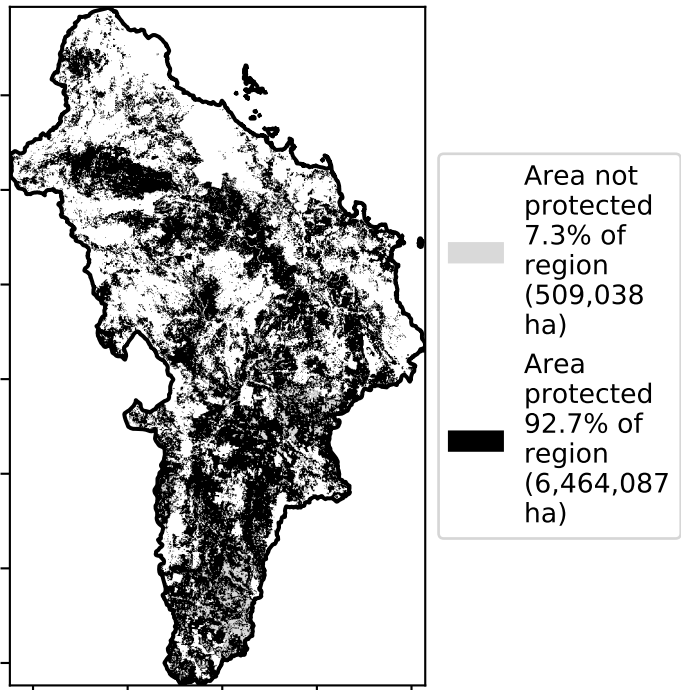 Area not
protected
7.3% of
region
(509,038
ha)
Area
protected
92.7% of
region
(6,464,087
ha)